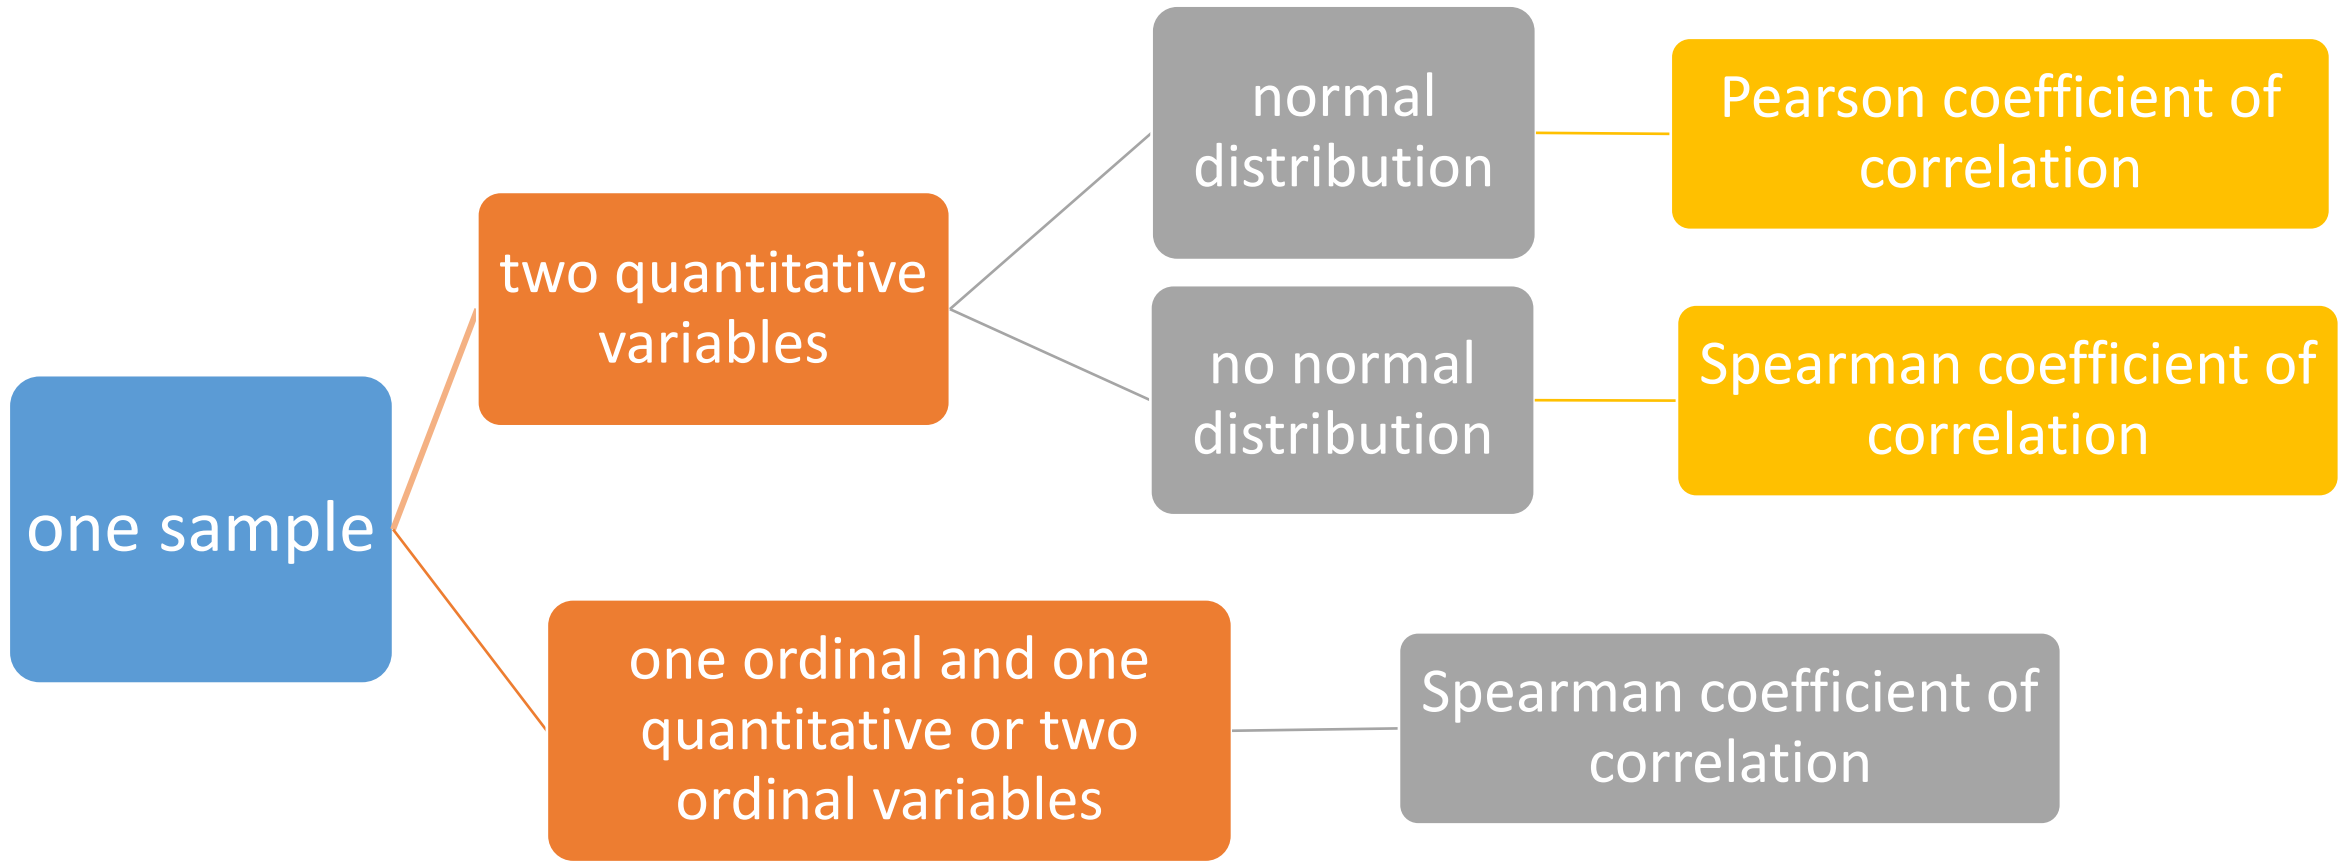 one sample
two quantitative
variables
normal
distribution
Pearson coefficient of
correlation
no normal
distribution
Spearman coefficient of
correlation
one ordinal and one
quantitative or two
ordinal variables
Spearman coefficient of
correlation